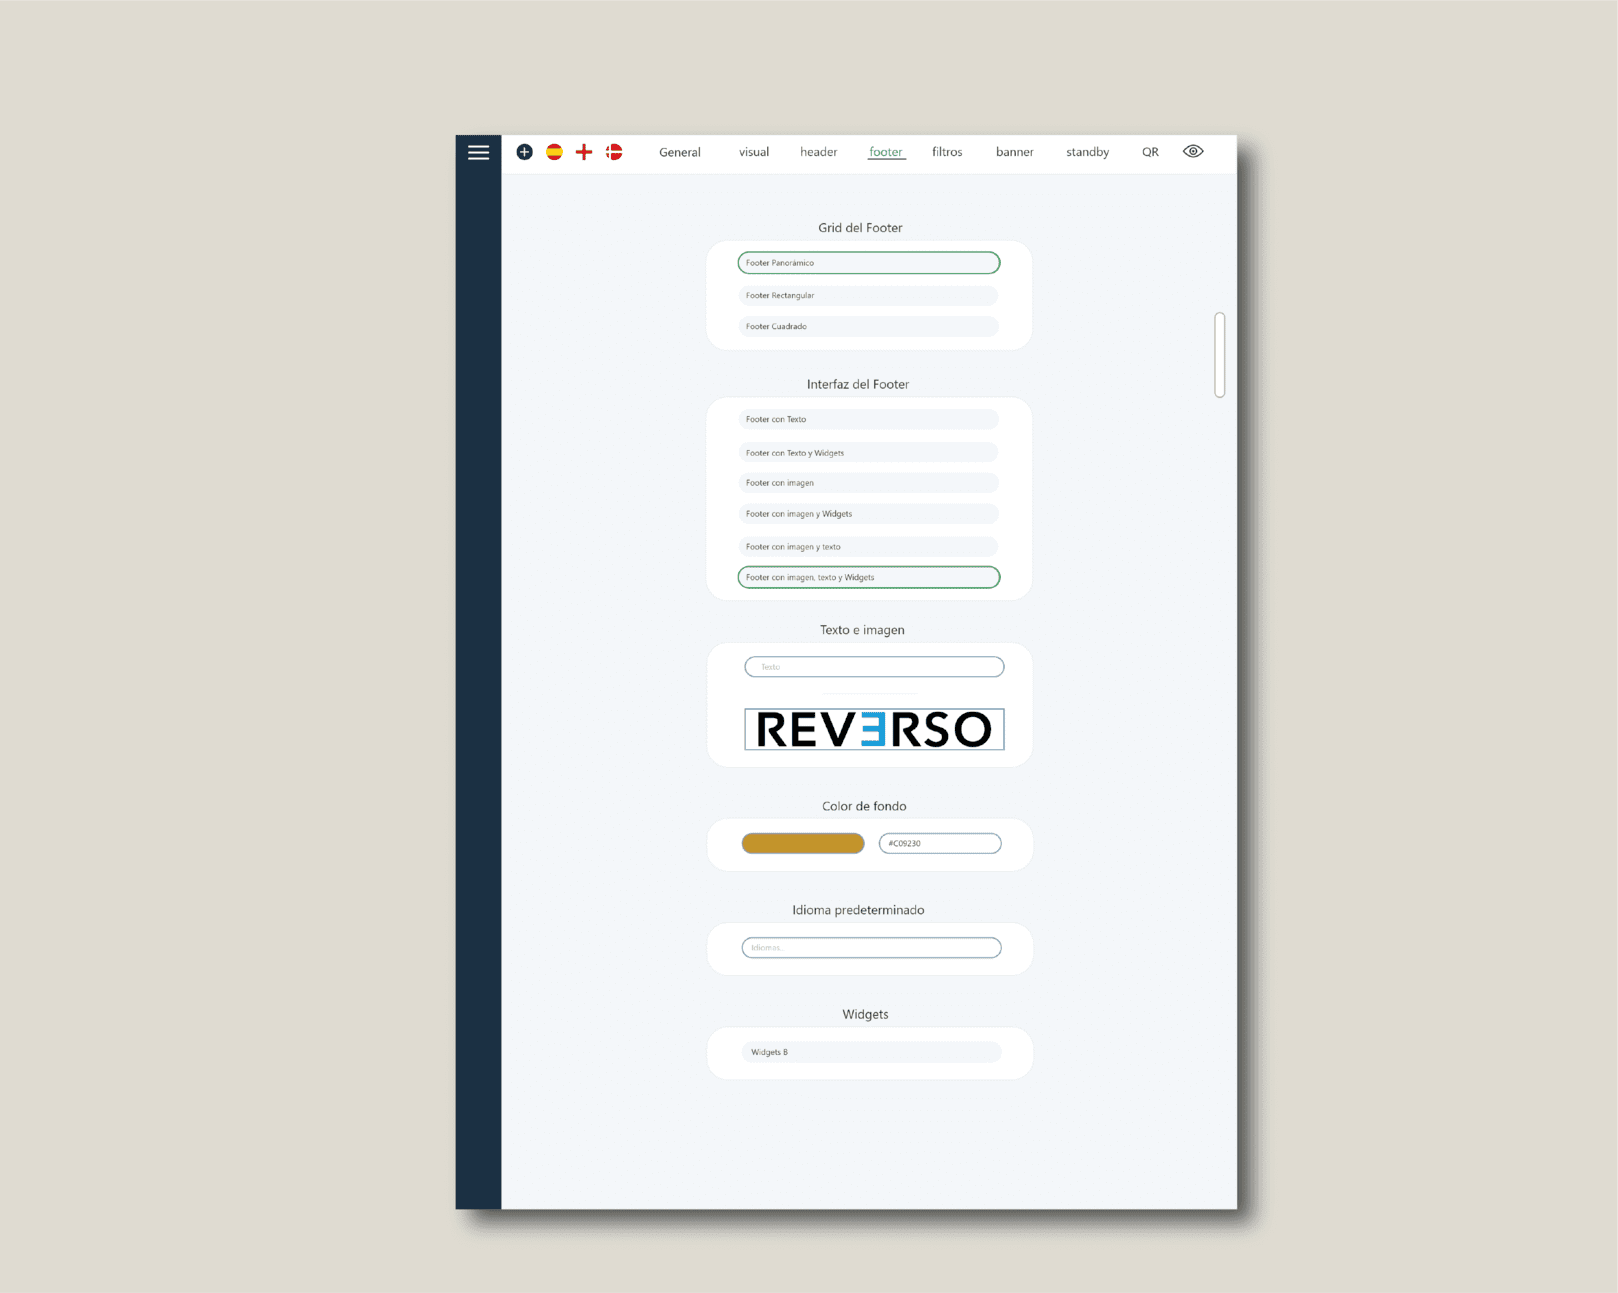 General visual header footer filtros banner standby QR
Grid del Footer
Footer Panorámico
Footer Rectangular
Footer Cuadrado
Interfaz del Footer
Footer con Texto
Footer con Texto y Widgets
Footer con imagen
Footer con imagen y Widgets
Footer con imagen y texto
Footer con imagen, texto y Widgets
Texto e imagen
Texto
REVERSO
Color de fondo
#C09230
Idioma predeterminado
Idiomas.
Widgets
Widgets B